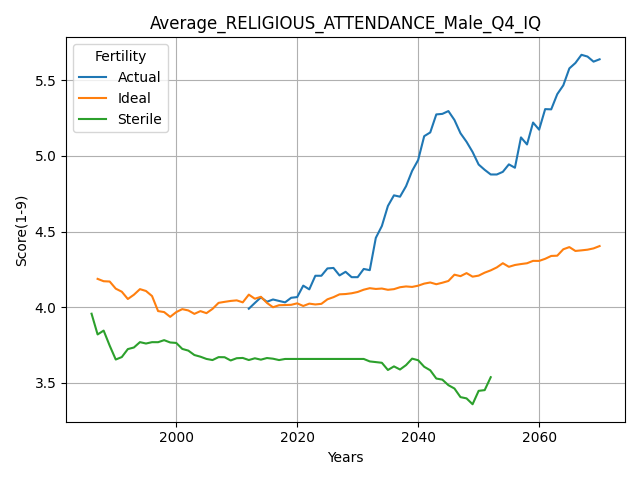 Average_RELIGIOUS_ATTENDANCE_Male_Q4_IQ
Fertility
Actual
Ideal
Sterile
Score(1-9)
5.5
5.0
4.5
4.0
3.5
2000 2020 2040 2060
Years